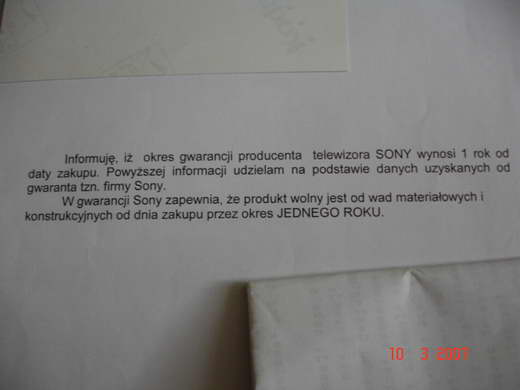 Informuję, iż okres gwarancji producenta telewizora SONY wynosi 1 rok od
daty zakupu. Powyższej informacji udzielam na podstawie danych uzyskanych od
gwaranta tzn. firmy Sony.
W gwarancji Sony zapewnia, że produkt wolny jest od wad materiałowych i
konstrukcyjnych od dnia zakupu przez okres JEDNEGO ROKU.
10 3 2007